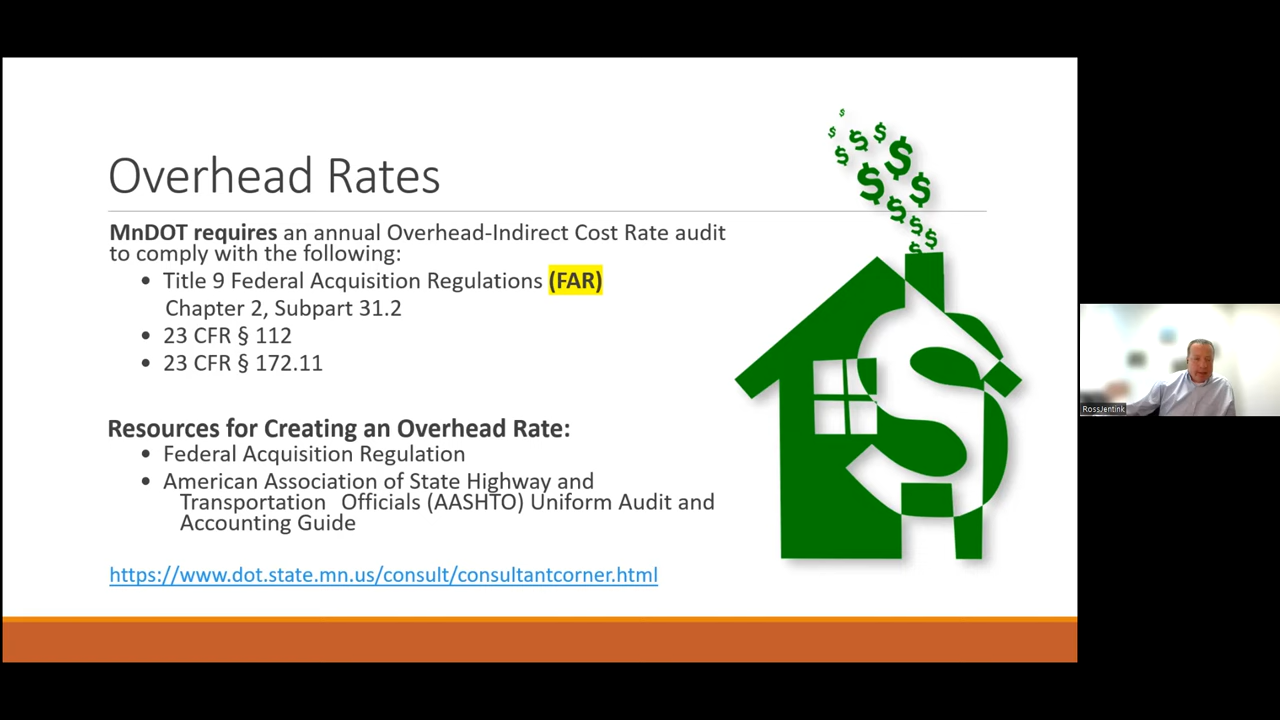 Overhead Rates
MnDOT requires an annual Overhead-Indirect Cost Rate audit
to comply with the following:
• Title 9 Federal Acquisition Regulations (FAR)
Chapter 2, Subpart 31.2
• 23 CFR § 112
• 23 CFR § 172.11
Resources for Creating an Overhead Rate:
• Federal Acquisition Regulation
• American Association of State Highway and
Transportation Officials (AASHTO) Uniform Audit and
Accounting Guide
https://www.dot.state.mn.us/consult/consultantcorner.html
RossJentink